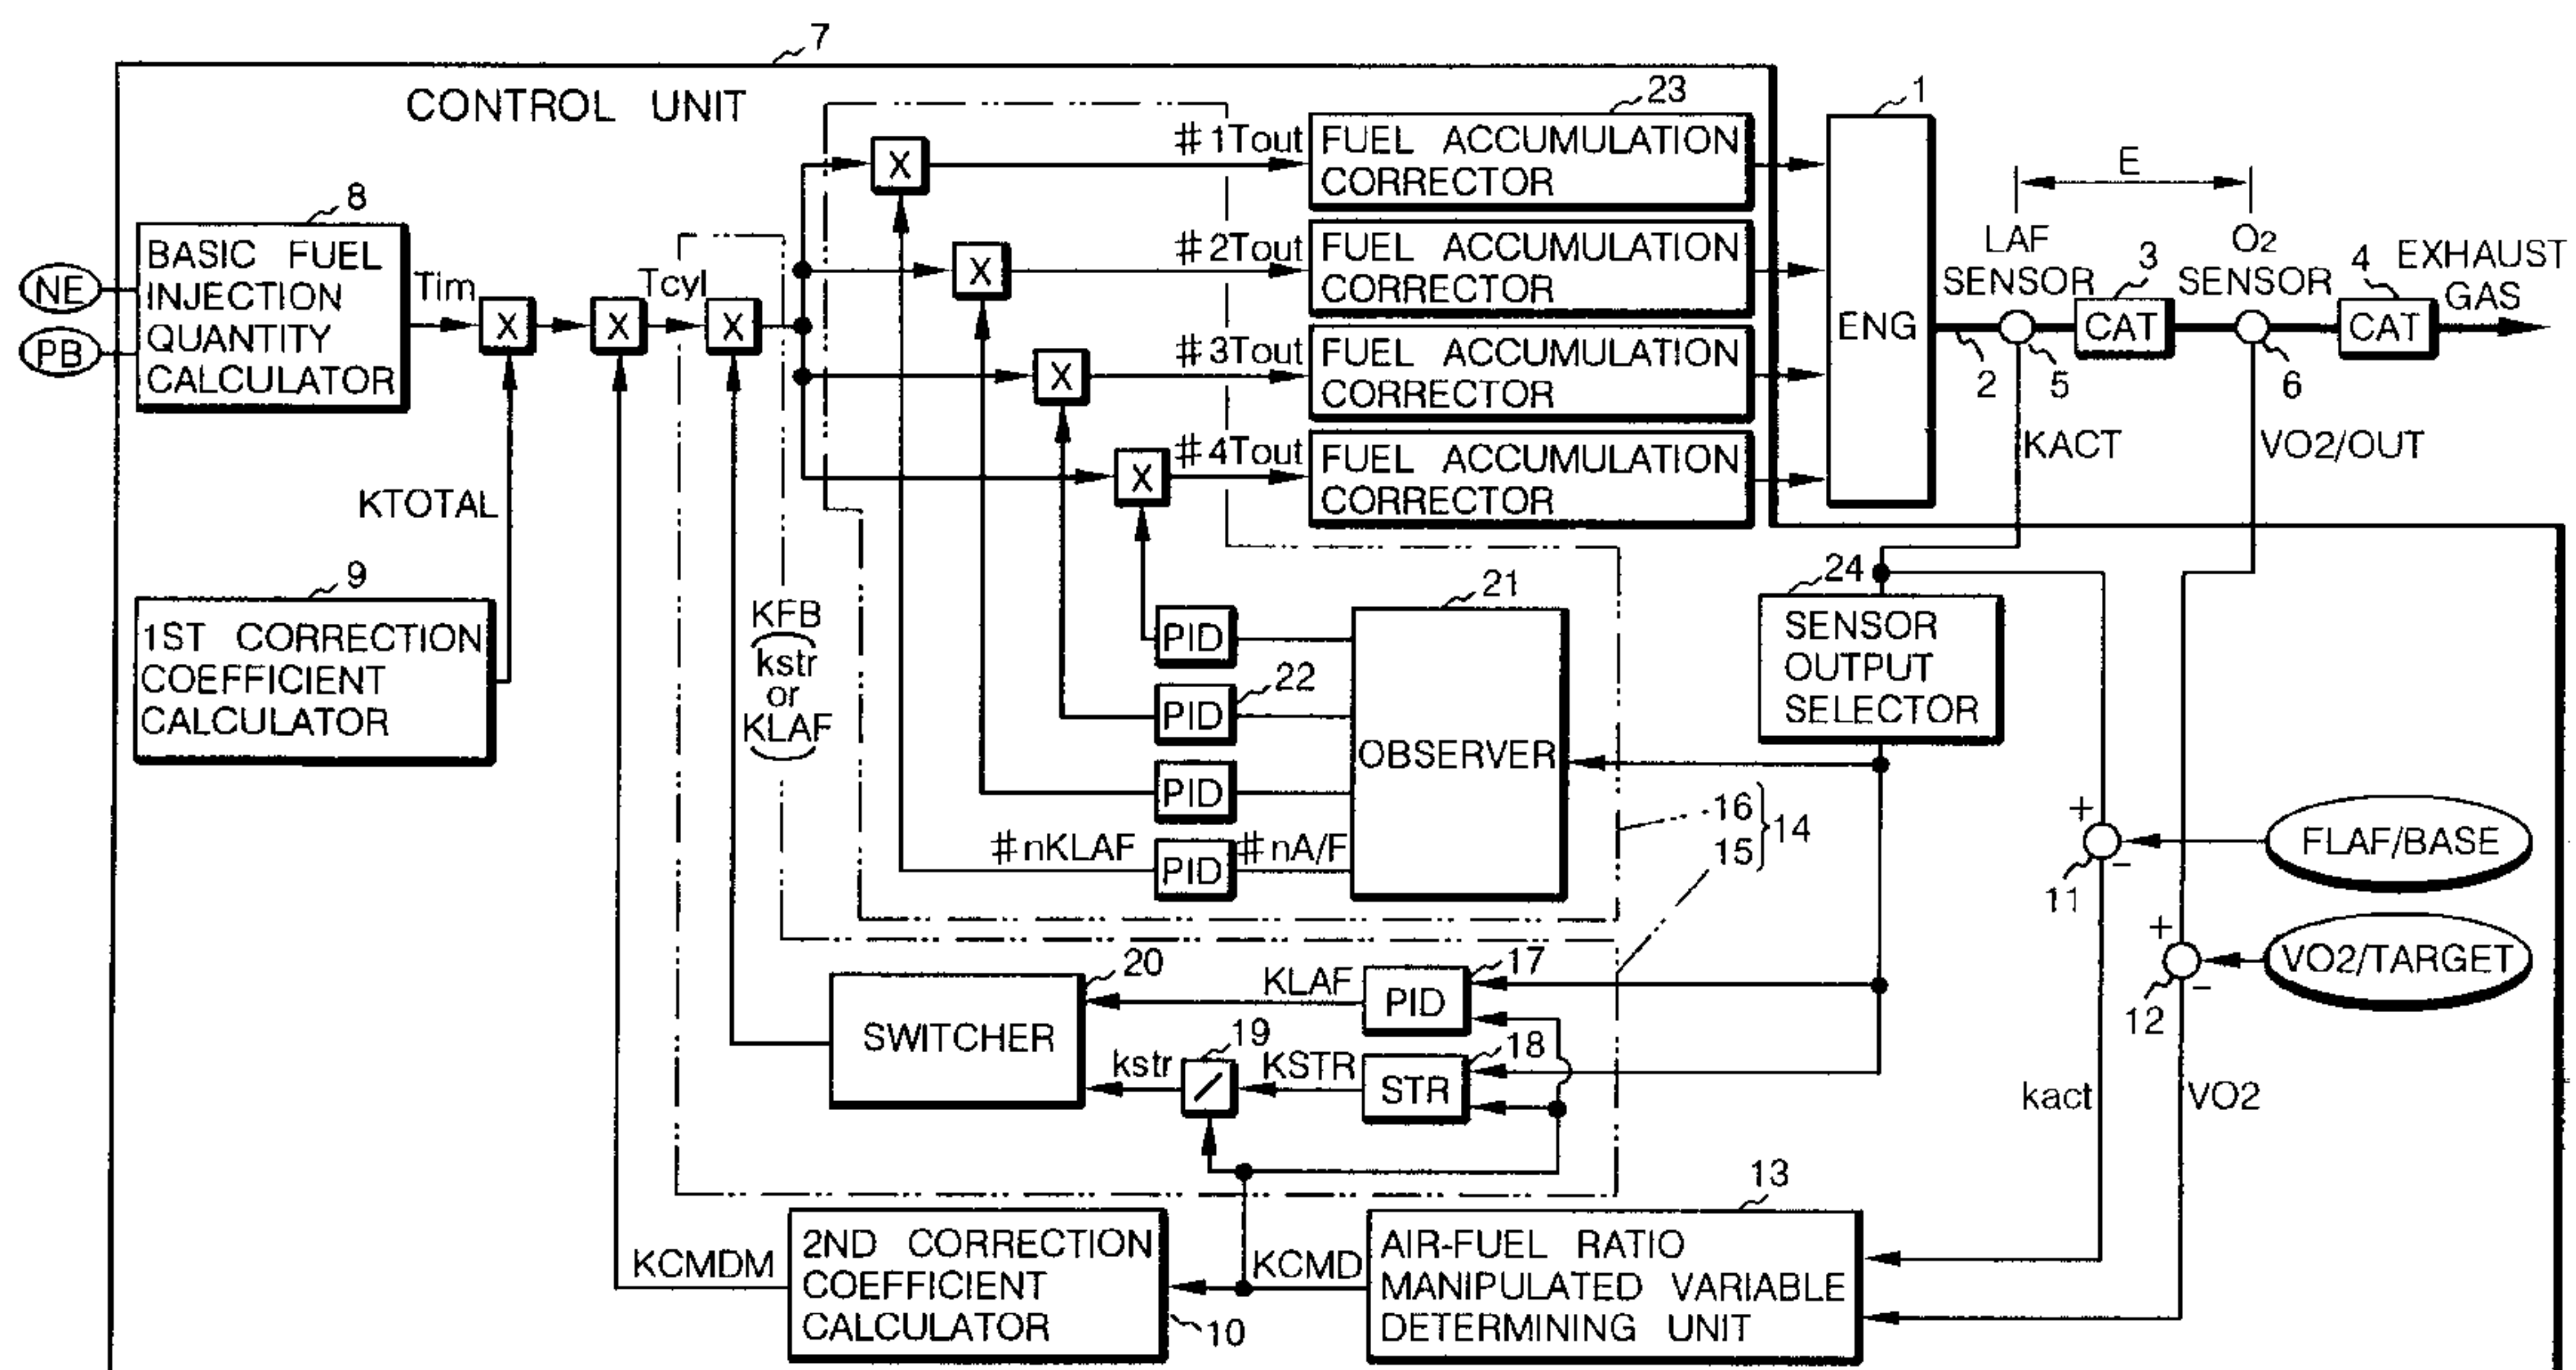 7
CONTROL UNIT
23
1
#1Tout
FUEL ACCUMULATION
CORRECTOR
X
E
8
BASIC FUEL
INJECTION
QUANTITY
CALCULATOR
NE
PB
Tim
X
X
Tcyl
X
#2Tout
FUEL ACCUMULATION
CORRECTOR
X
#3Tout
FUEL ACCUMULATION
CORRECTOR
X
#4Tout
FUEL ACCUMULATION
CORRECTOR
X
ENG
LAF
SENSOR
3
CAT
O2
SENSOR
4
CAT
EXHAUST
GAS
2
5
6
KACT
VO2/OUT
KTOTAL
9
1ST CORRECTION
COEFFICIENT
CALCULATOR
KFB
kstr
or
KLAF
21
PID
22
PID
PID
#nKLAF
PID
#nA/F
OBSERVER
24
SENSOR
OUTPUT
SELECTOR
16
15
14
+
-
11
FLAF/BASE
+
-
12
VO2/TARGET
20
SWITCHER
KLAF
17
PID
19
kstr
KSTR
18
STR
kact
VO2
13
KCMDM
2ND CORRECTION
COEFFICIENT
CALCULATOR
10
KCMD
AIR-FUEL RATIO
MANIPULATED VARIABLE
DETERMINING UNIT